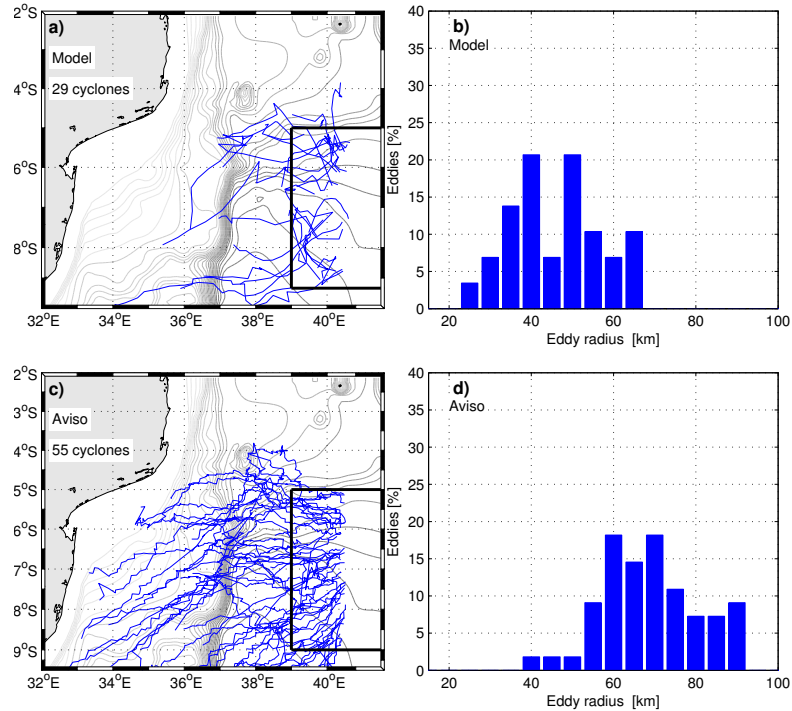 a)
Model
29 cyclones
2°S
4°S
6°S
8°S
32°E
34°E
36°E
38°E
40°E
b)
Model
Eddies [%]
40
35
30
25
20
15
10
5
0
20
40
60
80
100
Eddy radius [km]
c)
Aviso
55 cyclones
2°S
3°S
4°S
5°S
6°S
7°S
8°S
9°S
32°E
34°E
36°E
38°E
40°E
d)
Aviso
Eddies [%]
40
35
30
25
20
15
10
5
0
20
40
60
80
100
Eddy radius [km]